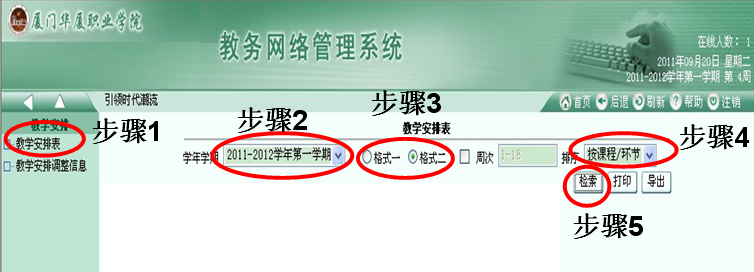 厦门华厦职业学院
教务网络管理系统
在线人数: 1
2011年09月20日 星期二
2011-2012学年第一学期 第 4周
引领时代潮流
首页 后退 刷新 帮助 注销
教学安排
教学安排表
教学安排调整信息
步骤1
步骤2
步骤3
步骤4
教学安排表
学年学期 2011-2012学年第一学期 格式一 格式二 周次 1-18 排序 按课程/环节
检索 打印 导出
步骤5